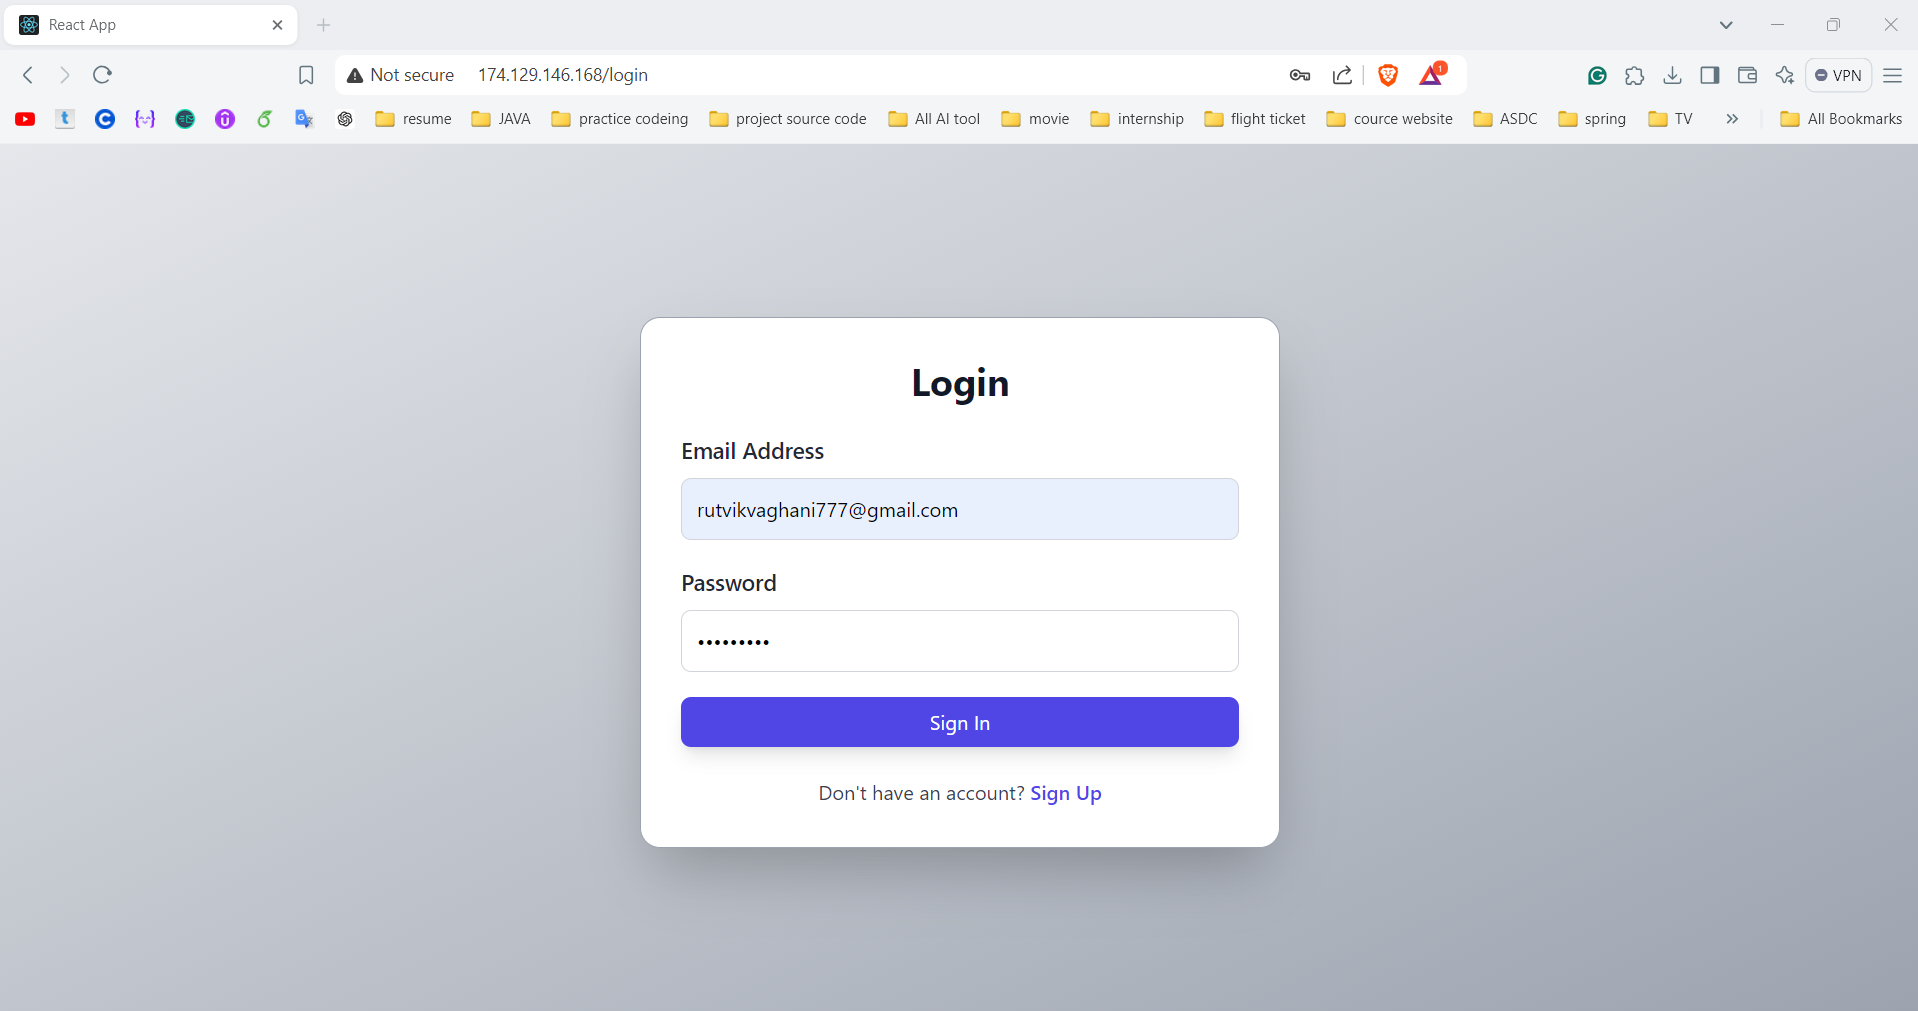 React App
Not secure 174.129.146.168/login
1
VPN
resume JAVA practice codeing project source code All AI tool movie internship flight ticket cource website ASDC spring TV All Bookmarks
Login
Email Address
rutvikvaghani777@gmail.com
Password
•••••••••
Sign In
Don't have an account? Sign Up